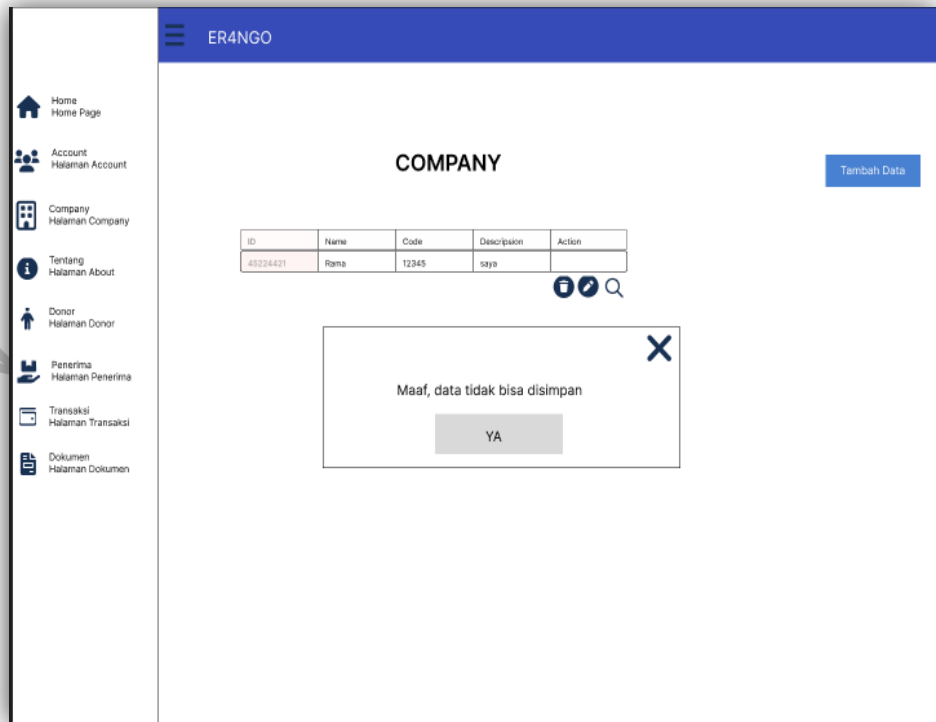 ER4NGO
Home
Home Page
Account
Halaman Account
Company
Halaman Company
Tentang
Halaman About
Donor
Halaman Donor
Penerima
Halaman Penerima
Transaksi
Halaman Transaksi
Dokumen
Halaman Dokumen
COMPANY
Tambah Data
ID Name Code Descripsion Action
45224421 Rama 12345 saya
Maaf, data tidak bisa disimpan
YA